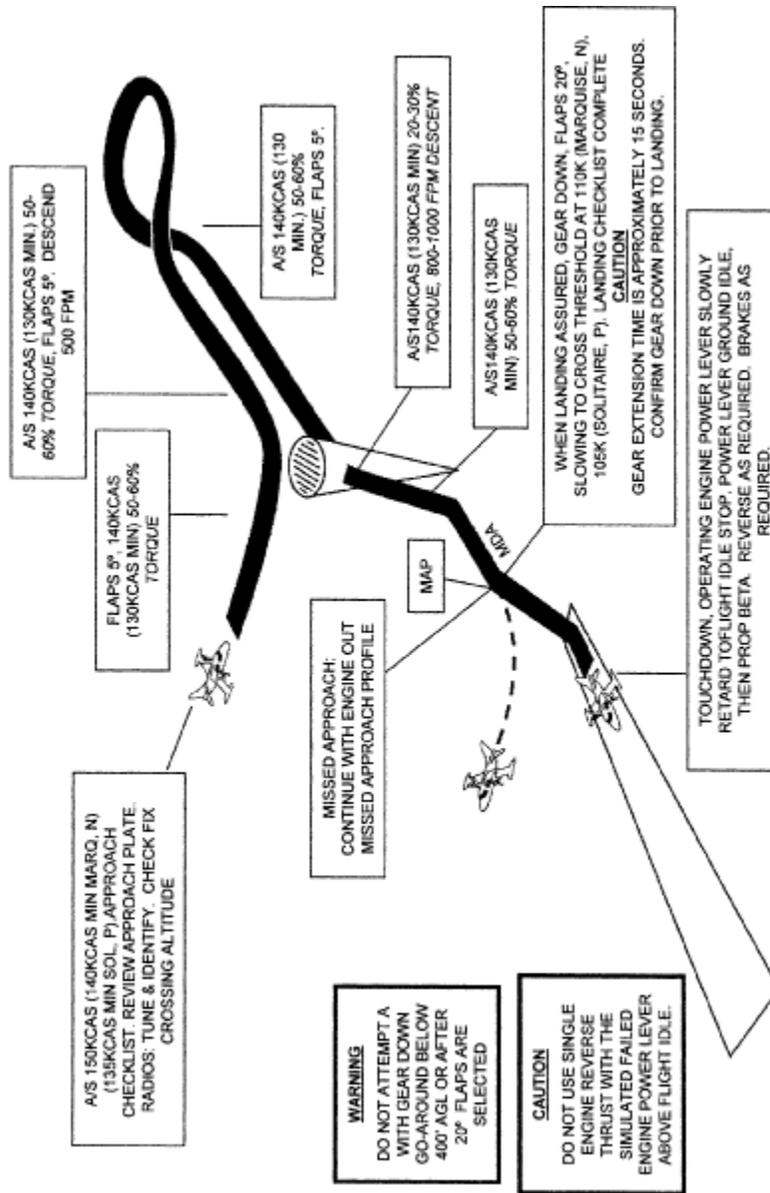 A/S 150KCAS (140KCAS MIN MARQ, N)
(135KCAS MIN SOL, P) APPROACH
CHECKLIST. REVIEW APPROACH PLATE.
RADIOS: TUNE & IDENTIFY. CHECK FIX
CROSSING ALTITUDE
FLAPS 5º, 140KCAS
(130KCAS MIN) 50-60%
TORQUE
A/S 140KCAS (130KCAS MIN.) 50-
60% TORQUE, FLAPS 5º. DESCEND
500 FPM
A/S 140KCAS (130
MIN.) 50-60%
TORQUE, FLAPS 5º.
A/S140KCAS (130KCAS MIN) 20-30%
TORQUE, 800-1000 FPM DESCENT
A/S140KCAS (130KCAS
MIN) 50-60% TORQUE
MDA
MAP
MISSED APPROACH:
CONTINUE WITH ENGINE OUT
MISSED APPROACH PROFILE
WHEN LANDING ASSURED, GEAR DOWN, FLAPS 20º,
SLOWING TO CROSS THRESHOLD AT 110K (MARQUISE, N),
105K (SOLITAIRE, P). LANDING CHECKLIST COMPLETE
CAUTION
GEAR EXTENSION TIME IS APPROXIMATELY 15 SECONDS.
CONFIRM GEAR DOWN PRIOR TO LANDING.
WARNING
DO NOT ATTEMPT A
WITH GEAR DOWN
GO-AROUND BELOW
400' AGL OR AFTER
20º FLAPS ARE
SELECTED
CAUTION
DO NOT USE SINGLE
ENGINE REVERSE
THRUST WITH THE
SIMULATED FAILED
ENGINE POWER LEVER
ABOVE FLIGHT IDLE.
TOUCHDOWN, OPERATING ENGINE POWER LEVER SLOWLY
RETARD TOFLIGHT IDLE STOP. POWER LEVER GROUND IDLE,
THEN PROP BETA. REVERSE AS REQUIRED. BRAKES AS
REQUIRED.